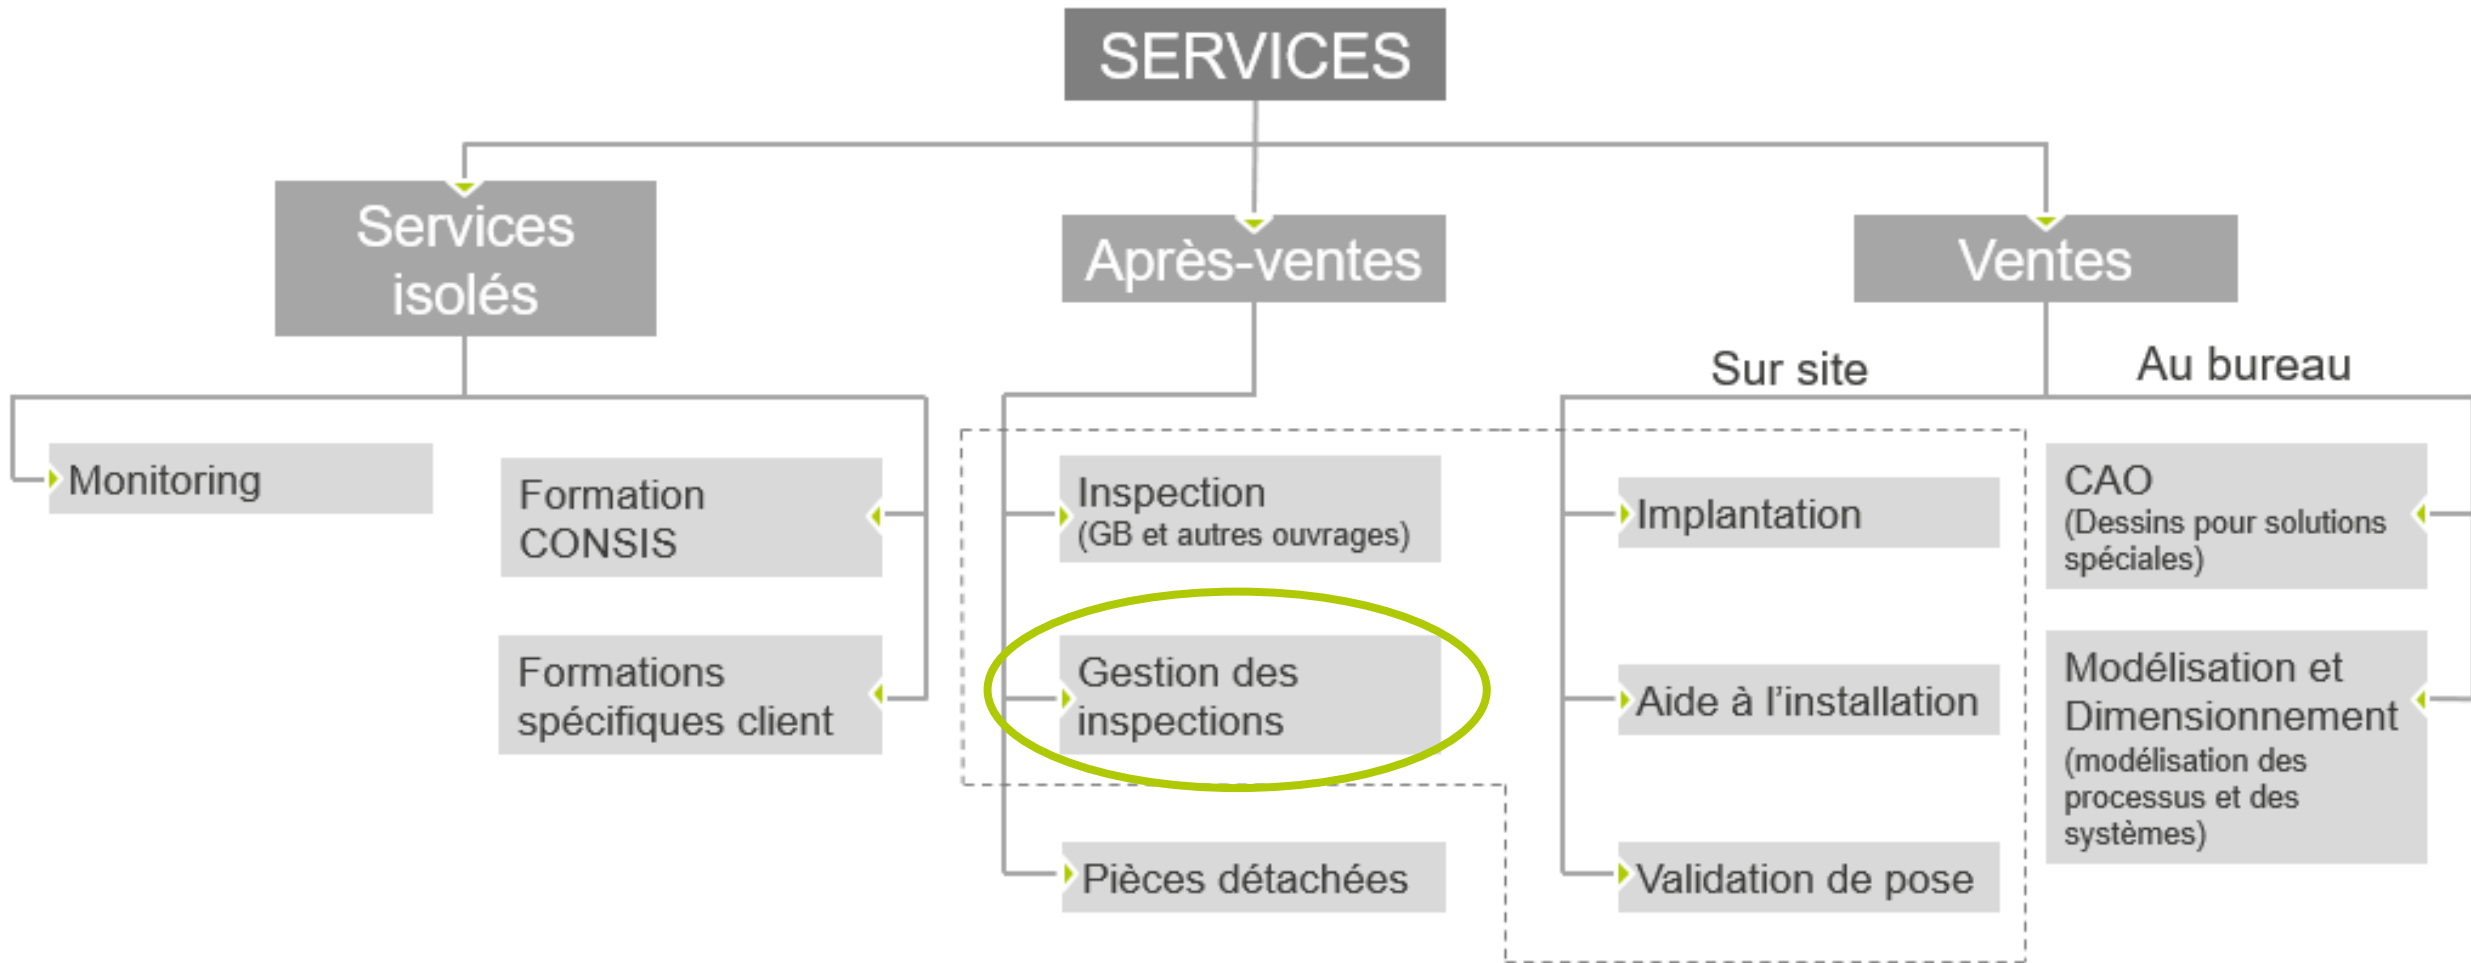 SERVICES
Services
isolés
Après-ventes
Ventes
Sur site
Au bureau
Monitoring
Formation
CONSIS
Formations
spécifiques client
Inspection
(GB et autres ouvrages)
Gestion des
inspections
Pièces détachées
Implantation
Aide à l'installation
Validation de pose
CAO
(Dessins pour solutions
spéciales)
Modélisation et
Dimensionnement
(modélisation des
processus et des
systèmes)